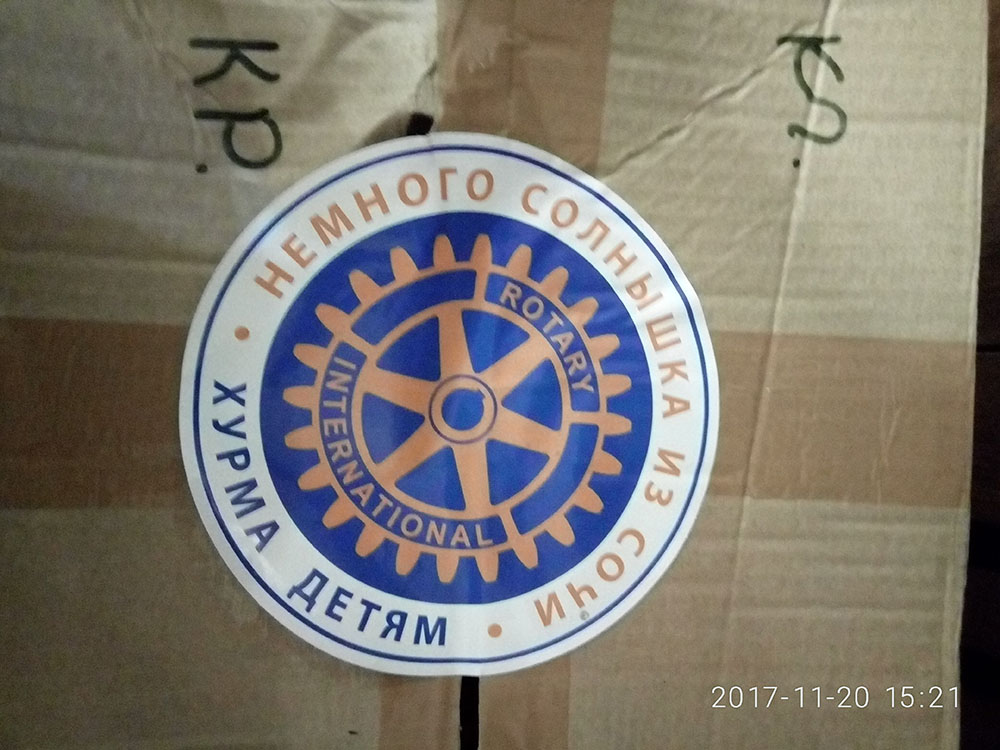 КР.
КР.
НЕМНОГО СОЛНЫШКА ИЗ СОЧИ
ROTARY
INTERNATIONAL
ХУРМА ДЕТЯМ
2017-11-20 15:21